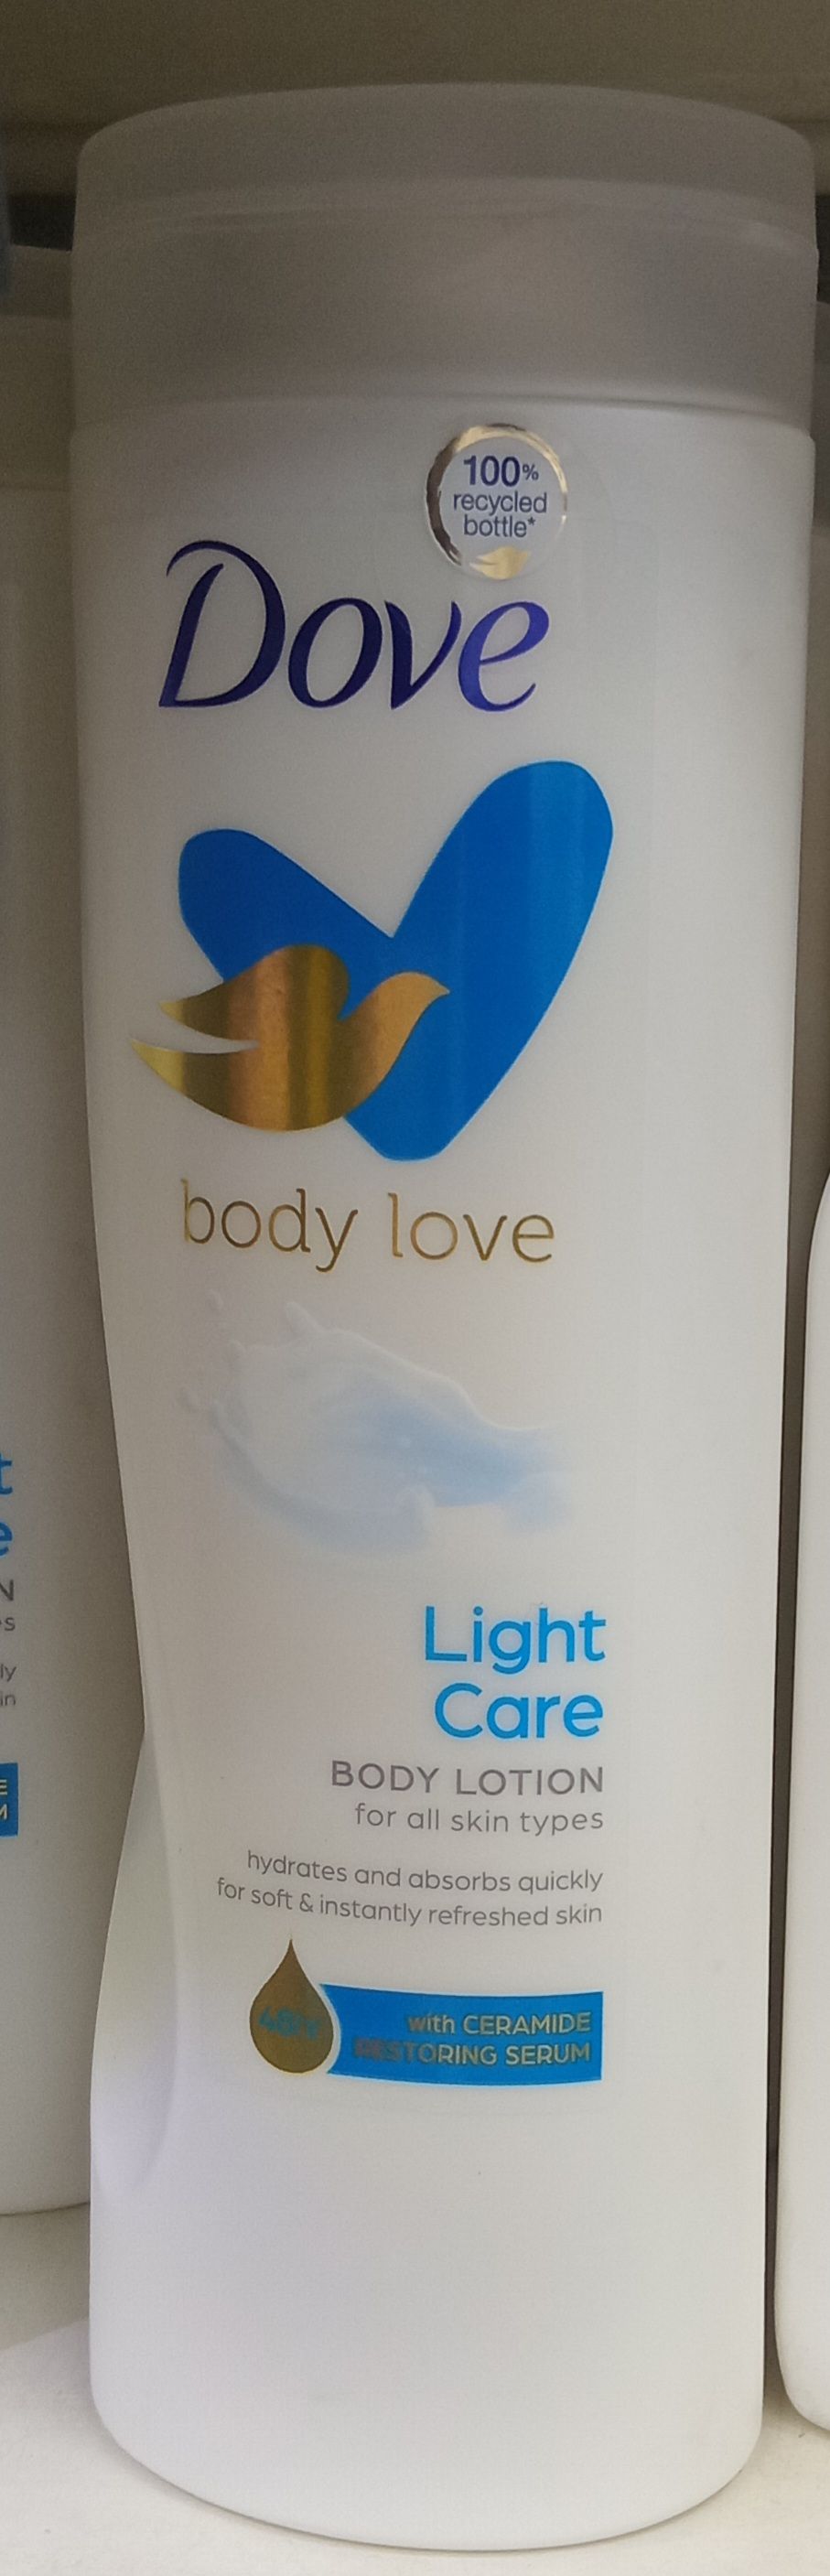 100%
recycled
bottle*
Dove
body love
Light
Care
BODY LOTION
for all skin types
hydrates and absorbs quickly
for soft & instantly refreshed skin
with CERAMIDE
RESTORING SERUM